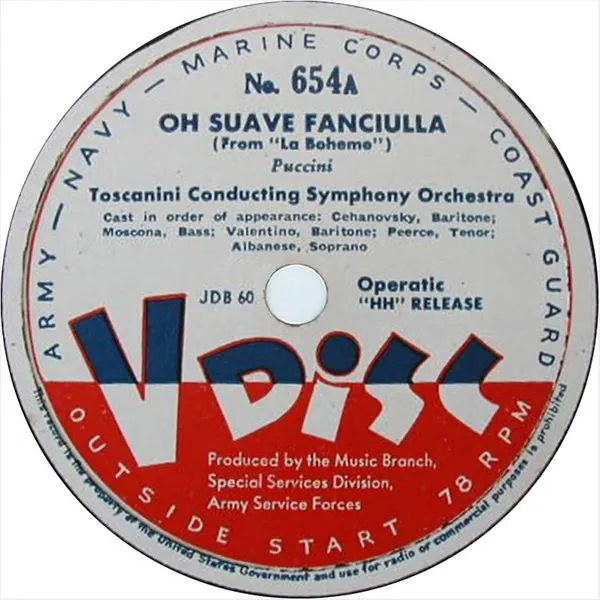 ARMY — NAVY — MARINE CORPS — COAST GUARD
No. 654A
OH SUAVE FANCIULLA
(From "La Boheme")
Puccini
Toscanini Conducting Symphony Orchestra
Cast in order of appearance: Cehanovsky, Baritone;
Moscona, Bass; Valentino, Baritone; Peerce, Tenor;
Albanese, Soprano
JDB 60
Operatic
"HH" RELEASE
V DiSC
Produced by the Music Branch,
Special Services Division,
Army Service Forces
OUTSIDE START 78 RPM
This record is the property of the United States Government and use for radio or commercial purposes is prohibited